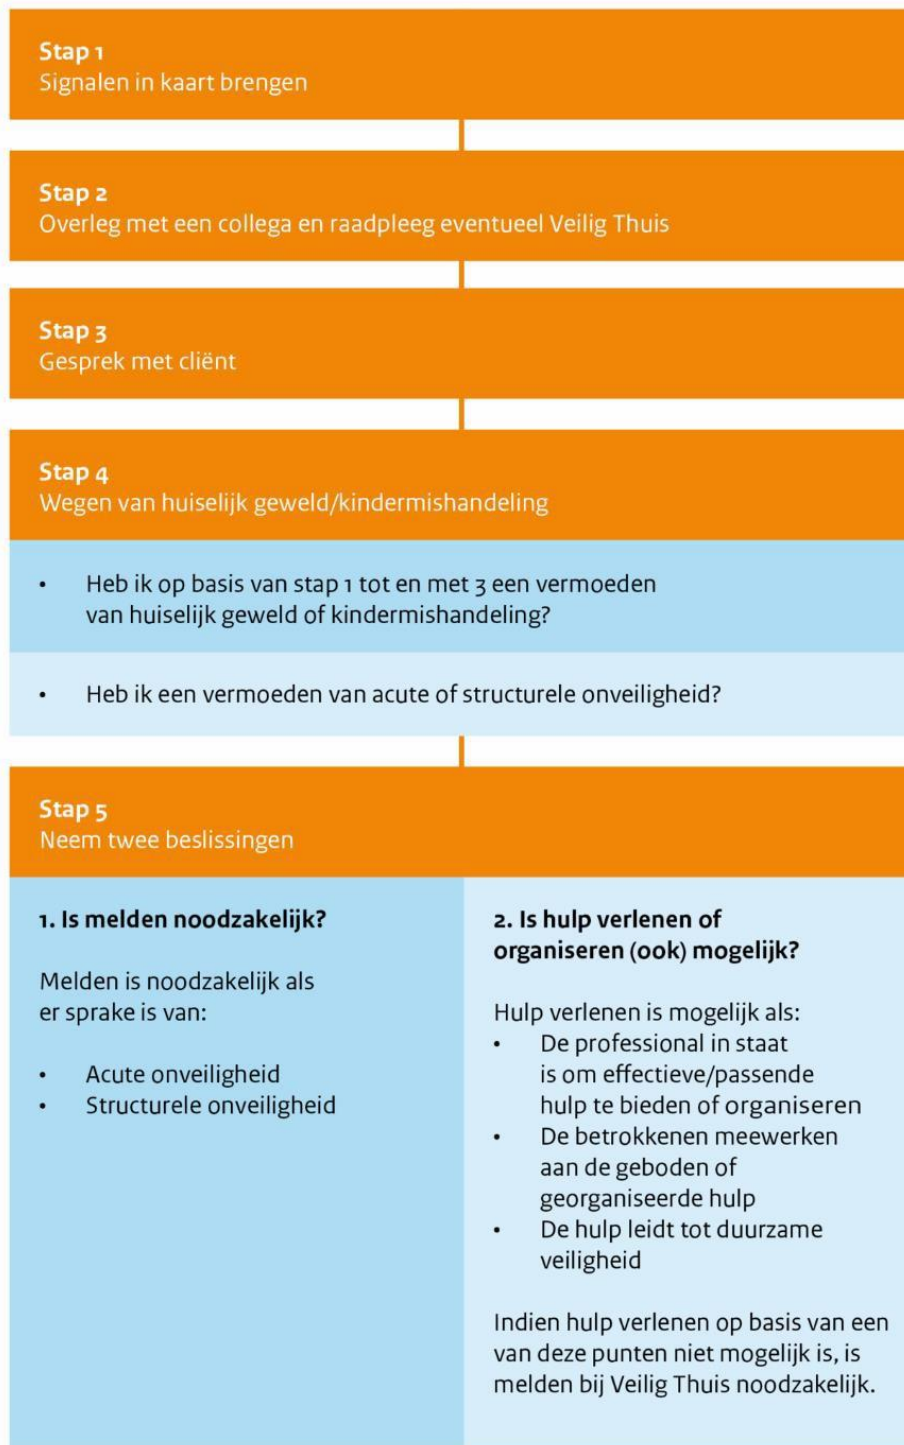 Stap 1
Signalen in kaart brengen
Stap 2
Overleg met een collega en raadpleeg eventueel Veilig Thuis
Stap 3
Gesprek met cliënt
Stap 4
Wegen van huiselijk geweld/kindermishandeling
• Heb ik op basis van stap 1 tot en met 3 een vermoeden
van huiselijk geweld of kindermishandeling?
• Heb ik een vermoeden van acute of structurele onveiligheid?
Stap 5
Neem twee beslissingen
1. Is melden noodzakelijk?
Melden is noodzakelijk als
er sprake is van:
• Acute onveiligheid
• Structurele onveiligheid
2. Is hulp verlenen of
organiseren (ook) mogelijk?
Hulp verlenen is mogelijk als:
• De professional in staat
is om effectieve/passende
hulp te bieden of organiseren
• De betrokkenen meewerken
aan de geboden of
georganiseerde hulp
• De hulp leidt tot duurzame
veiligheid
Indien hulp verlenen op basis van een
van deze punten niet mogelijk is, is
melden bij Veilig Thuis noodzakelijk.